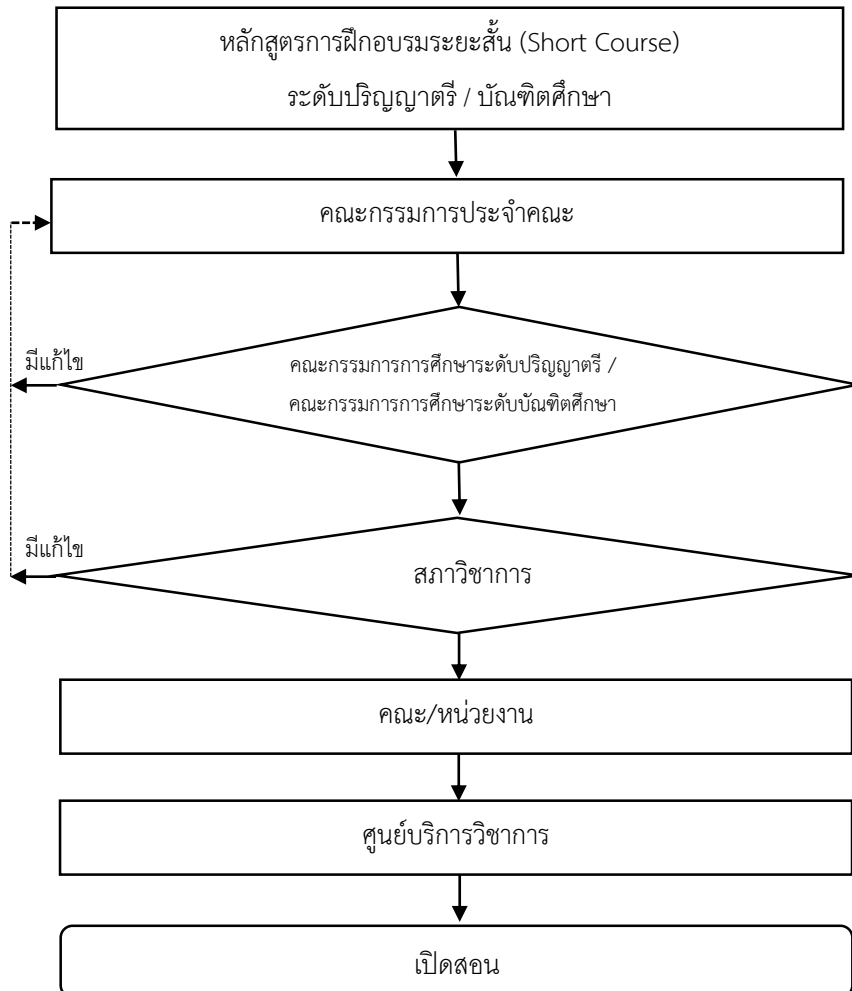 หลักสูตรการฝึกอบรมระยะสั้น (Short Course)
ระดับปริญญาตรี / บัณฑิตศึกษา
คณะกรรมการประจำคณะ
มีแก้ไข
คณะกรรมการการศึกษาระดับปริญญาตรี /
คณะกรรมการการศึกษาระดับบัณฑิตศึกษา
มีแก้ไข
สภาวิชาการ
คณะ/หน่วยงาน
ศูนย์บริการวิชาการ
เปิดสอน